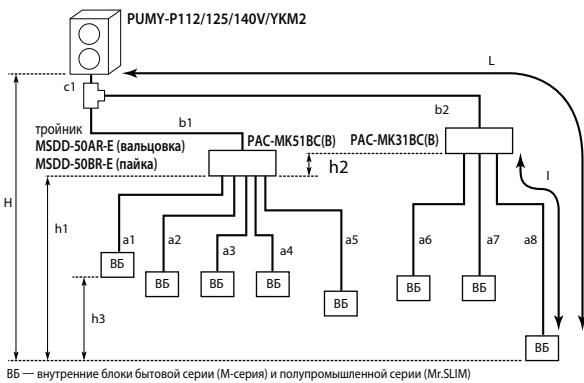 PUMY-P112/125/140V/YKM2
L
c1
b2
b1
тройник
MSDD-50AR-E (вальцовка)
MSDD-50BR-E (пайка)
PAC-MK51BC(B)
PAC-MK31BC(B)
h2
l
H
h1
a1
a2
a3
a4
a5
a6
a7
a8
ВБ
ВБ
ВБ
ВБ
ВБ
ВБ
ВБ
h3
ВБ
ВБ — внутренние блоки бытовой серии (М-серия) и полупромышленной серии (Mr.SLIM)